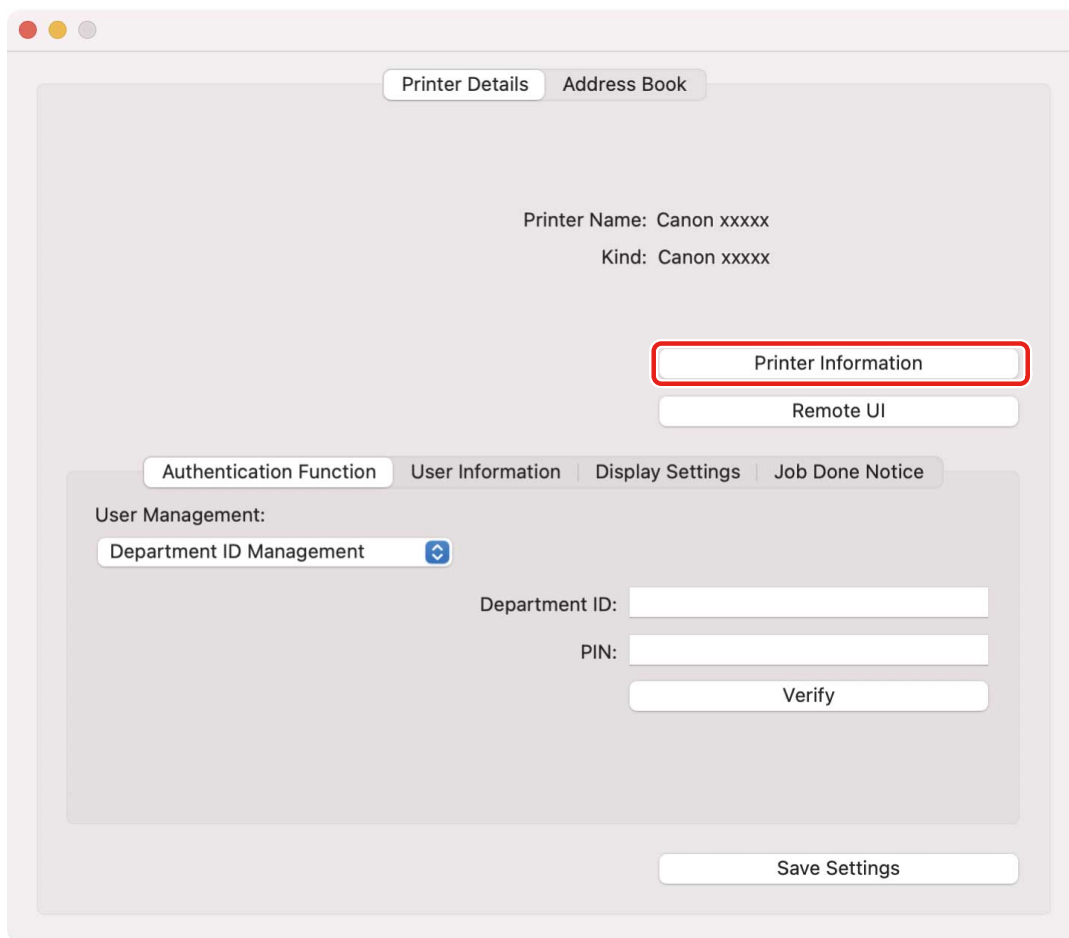 Printer Details Address Book
Printer Name: Canon xxxxx
Kind: Canon xxxxx
Printer Information
Remote UI
Authentication Function User Information Display Settings Job Done Notice
User Management:
Department ID Management
Department ID:
PIN:
Verify
Save Settings